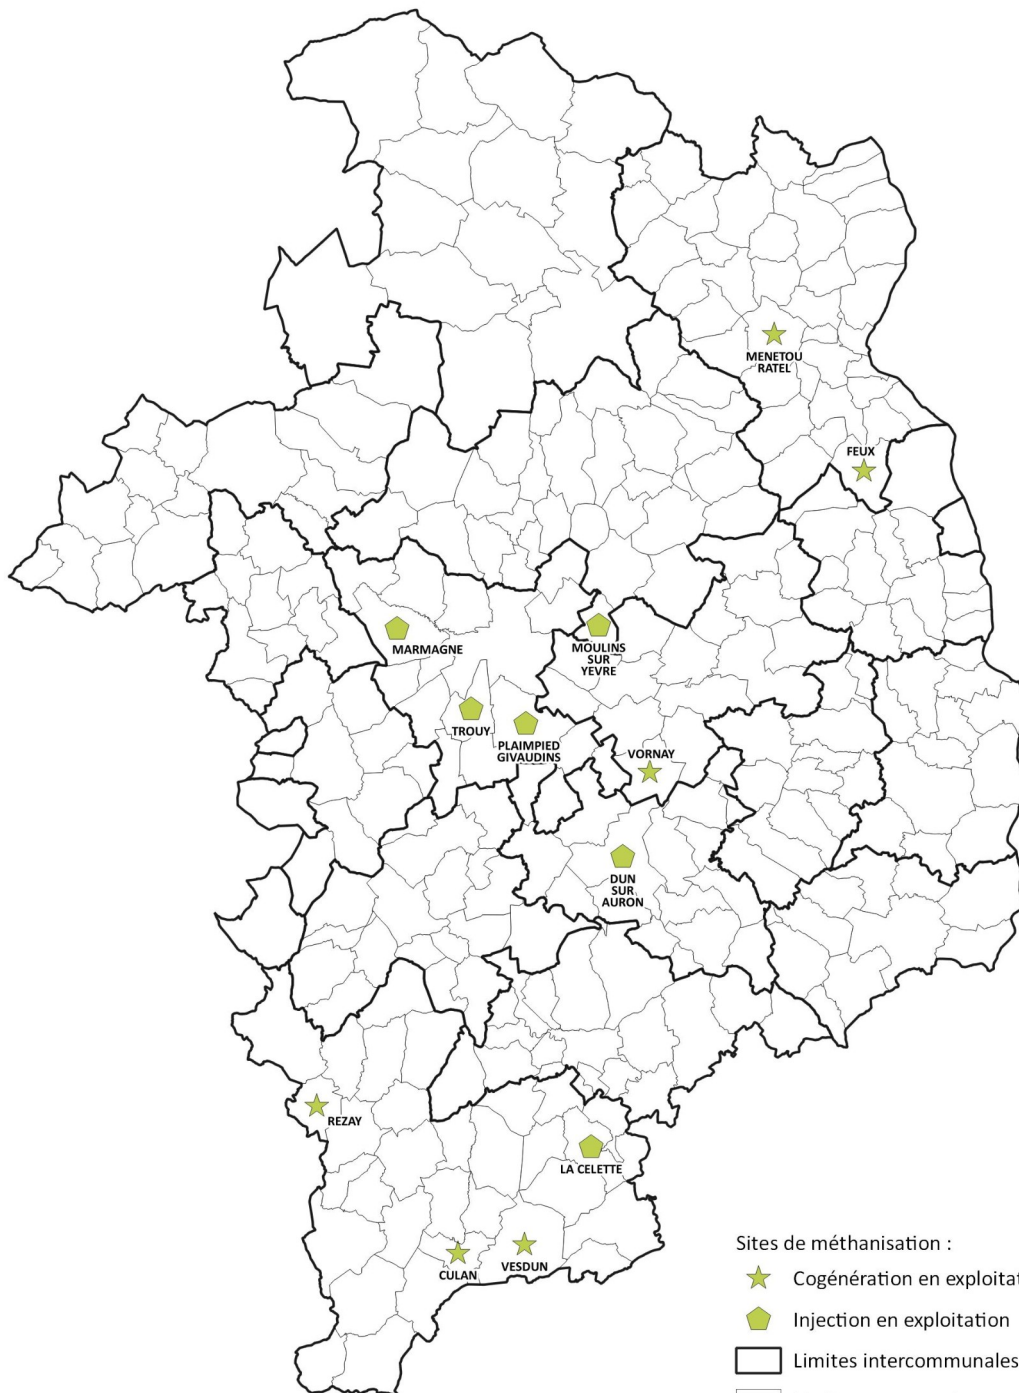 MENETOU
RATEL
FEUX
MARMAGNE
MOULINS
SUR
YEVRE
TROUY
PLAIMPIED
GIVAUDINS
VORNAY
DUN
SUR
AURON
REZAY
LA CELETTE
CULAN
VESDUN
Sites de méthanisation :
Cogénération en exploitat
Injection en exploitation
Limites intercommunales